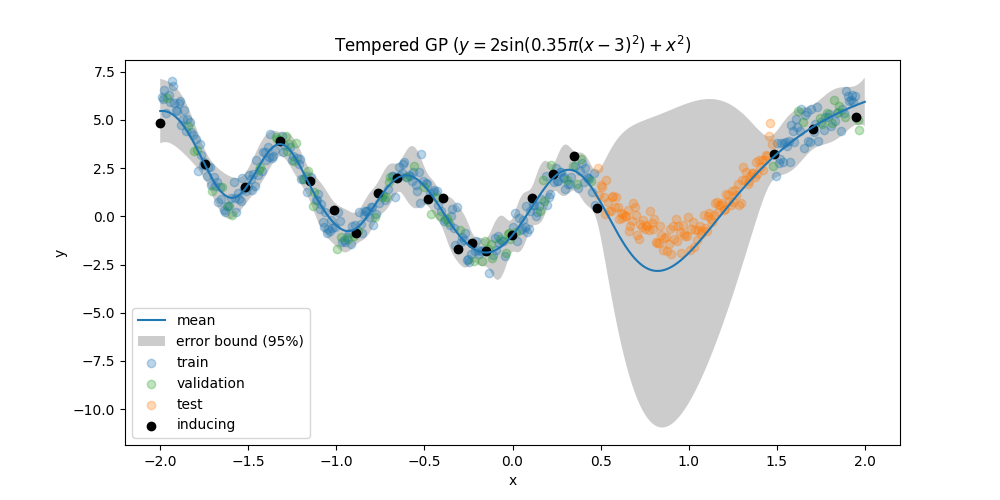 Tempered GP (y = 2sin(0.35π(x − 3)²) + x²)
7.5
5.0
2.5
0.0
−2.5
−5.0
−7.5
−10.0
y
mean
error bound (95%)
train
validation
test
inducing
−2.0 −1.5 −1.0 −0.5 0.0 0.5 1.0 1.5 2.0
x